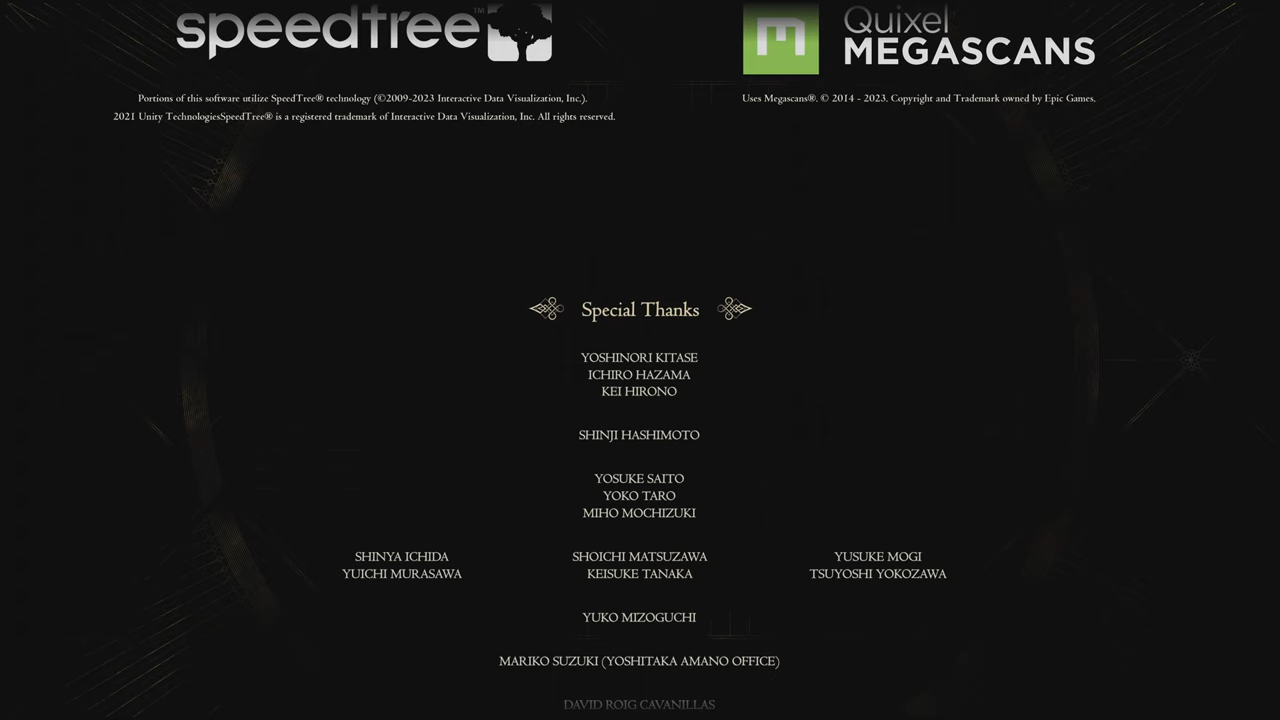 speedtree™
Quixel
MEGASCANS
Portions of this software utilize SpeedTree® technology (©2009-2023 Interactive Data Visualization, Inc.).
2021 Unity TechnologiesSpeedTree® is a registered trademark of Interactive Data Visualization, Inc. All rights reserved.
Uses Megascans®. © 2014 - 2023. Copyright and Trademark owned by Epic Games.
Special Thanks
YOSHINORI KITASE
ICHIRO HAZAMA
KEI HIRONO
SHINJI HASHIMOTO
YOSUKE SAITO
YOKO TARO
MIHO MOCHIZUKI
SHINYA ICHIDA
YUICHI MURASAWA
SHOICHI MATSUZAWA
KEISUKE TANAKA
YUSUKE MOGI
TSUYOSHI YOKOZAWA
YUKO MIZOGUCHI
MARIKO SUZUKI (YOSHITAKA AMANO OFFICE)
DAVID ROIG CAVANILLAS